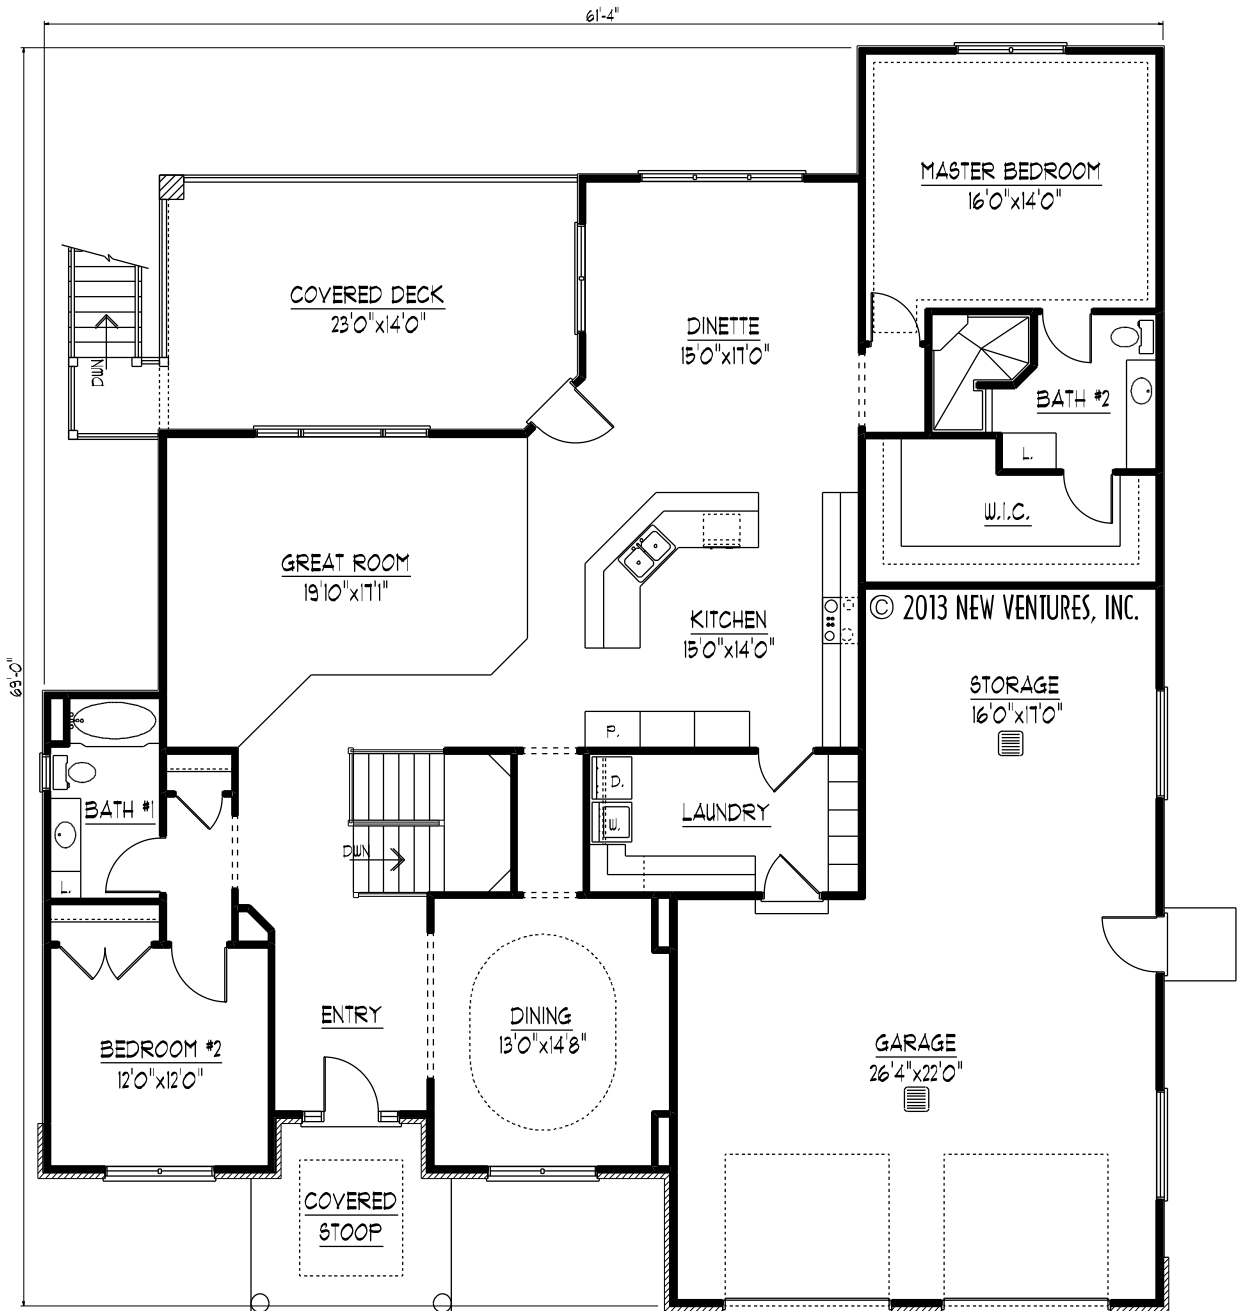 61'-4"
MASTER BEDROOM
16'0"x14'0"
COVERED DECK
23'0"x14'0"
DINETTE
15'0"x17'0"
DWN
BATH #2
L.
W.I.C.
GREAT ROOM
19'10"x17'1"
© 2013 NEW VENTURES, INC.
KITCHEN
15'0"x14'0"
69'-0"
STORAGE
16'0"x17'0"
P.
D.
BATH #1
LAUNDRY
W.
DWN
L.
ENTRY
DINING
13'0"x14'8"
BEDROOM #2
12'0"x12'0"
GARAGE
26'4"x22'0"
COVERED
STOOP